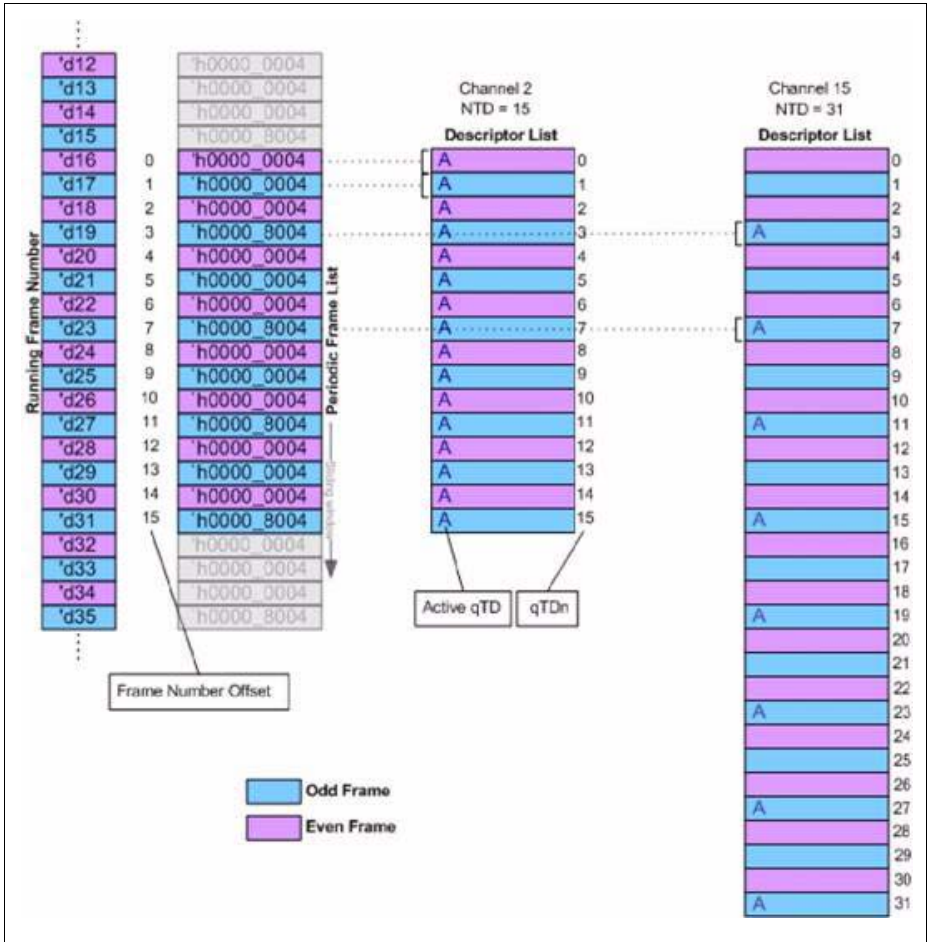 Channel 2
NTD = 15
Descriptor List
Channel 15
NTD = 31
Descriptor List
'd12 'h0000_0004
'd13 'h0000_0004
'd14 'h0000_0004
'd15 'h0000_8004
'd16 0 'h0000_0004 A 0 0
'd17 1 'h0000_0004 A 1 1
'd18 2 'h0000_0004 A 2 2
'd19 3 'h0000_8004 A 3 A 3
'd20 4 'h0000_0004 A 4 4
'd21 5 'h0000_0004 A 5 5
'd22 6 'h0000_0004 A 6 6
'd23 7 'h0000_8004 A 7 A 7
'd24 8 'h0000_0004 A 8 8
'd25 9 'h0000_0004 A 9 9
'd26 10 'h0000_0004 A 10 10
'd27 11 'h0000_8004 A 11 A 11
'd28 12 'h0000_0004 A 12 12
'd29 13 'h0000_0004 A 13 13
'd30 14 'h0000_0004 A 14 14
'd31 15 'h0000_8004 A 15 A 15
'd32 'h0000_0004 16
'd33 'h0000_0004 17
'd34 'h0000_0004 18
'd35 'h0000_8004 A 19
20
21
22
A 23
24
25
26
A 27
28
29
30
A 31
Running Frame Number
Periodic Frame List
Sliding window
Active qTD
qTDn
Frame Number Offset
Odd Frame
Even Frame